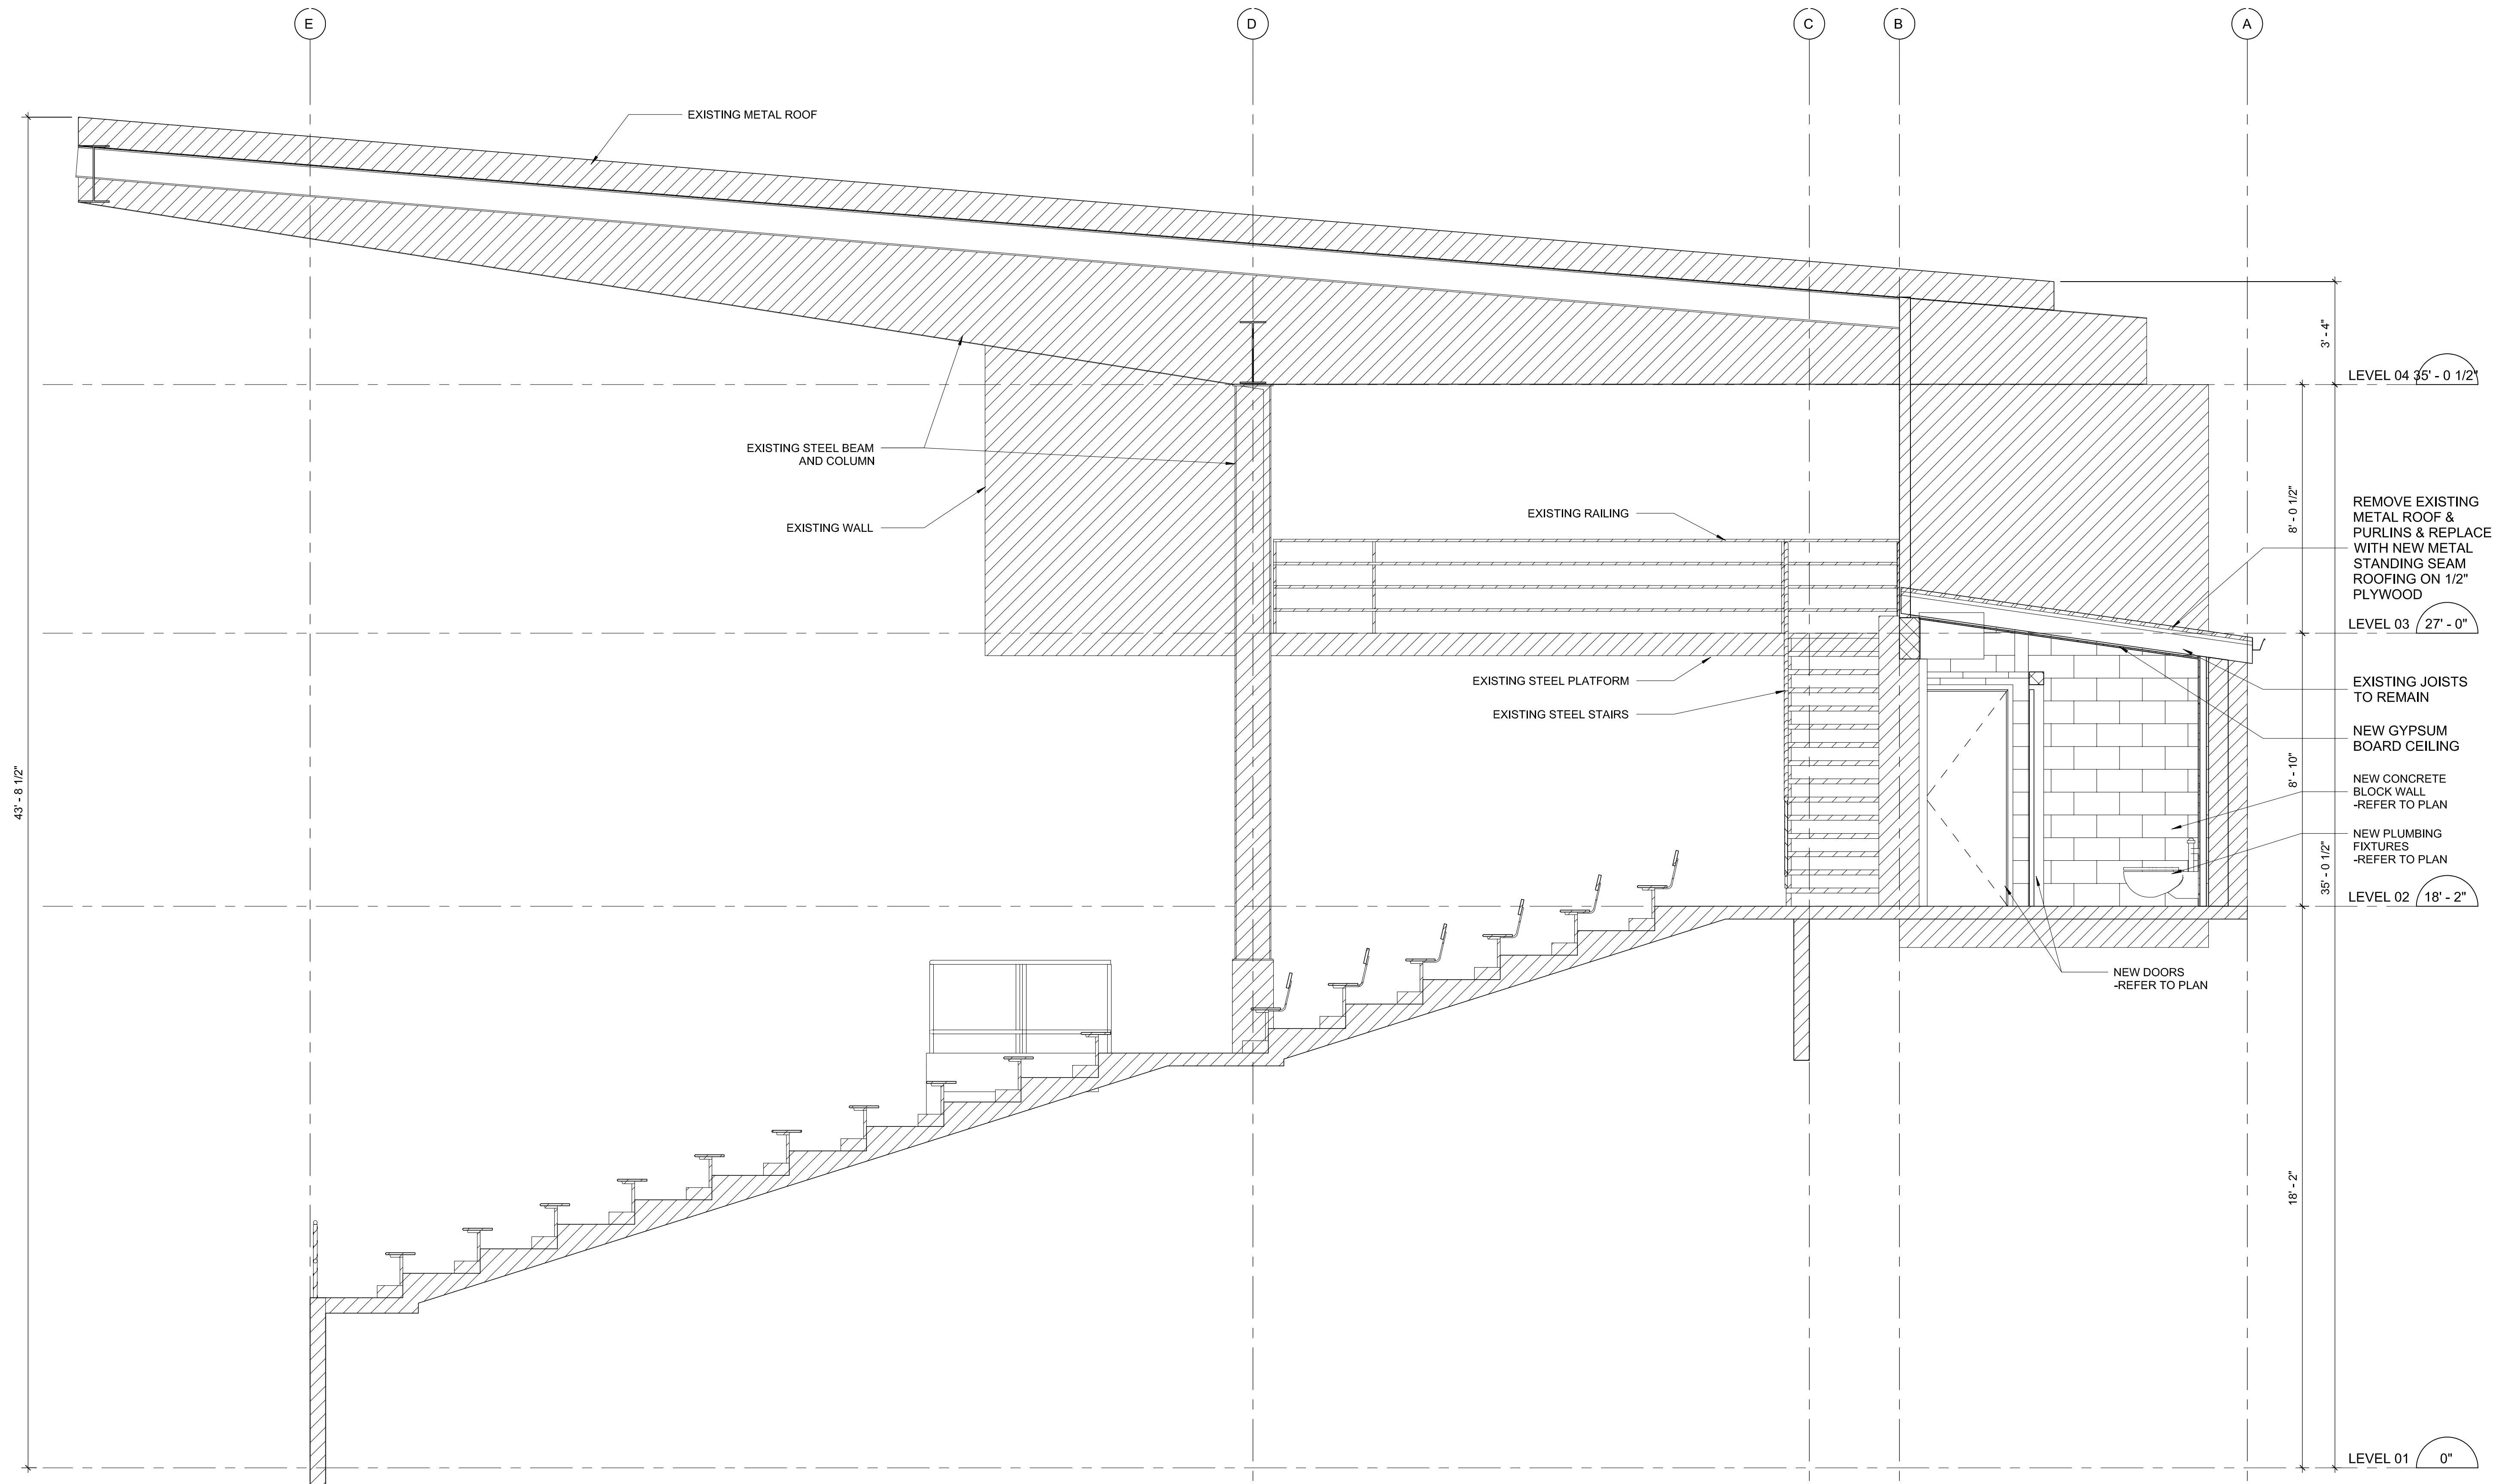 E
D
C
B
A
EXISTING METAL ROOF
3' - 4"
LEVEL 04 35' - 0 1/2"
EXISTING STEEL BEAM
AND COLUMN
EXISTING WALL
EXISTING RAILING
8' - 0 1/2"
REMOVE EXISTING
METAL ROOF &
PURLINS & REPLACE
WITH NEW METAL
STANDING SEAM
ROOFING ON 1/2"
PLYWOOD
LEVEL 03 27' - 0"
EXISTING STEEL PLATFORM
EXISTING STEEL STAIRS
EXISTING JOISTS
TO REMAIN
NEW GYPSUM
BOARD CEILING
43' - 8 1/2"
8' - 10"
NEW CONCRETE
BLOCK WALL
-REFER TO PLAN
NEW PLUMBING
FIXTURES
-REFER TO PLAN
35' - 0 1/2"
LEVEL 02 18' - 2"
NEW DOORS
-REFER TO PLAN
18' - 2"
LEVEL 01 0"